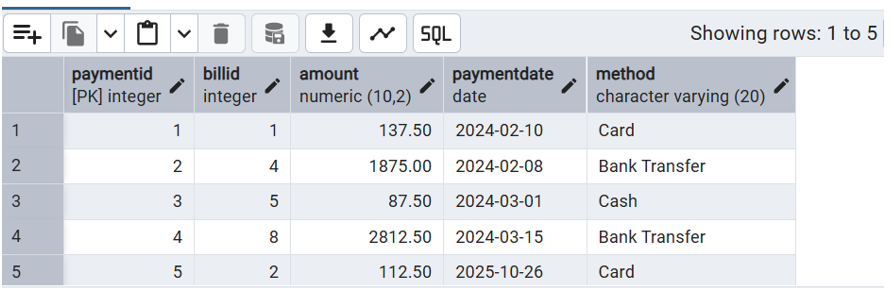 SQL
Showing rows: 1 to 5
paymentid billid amount paymentdate method
[PK] integer integer numeric (10,2) date character varying (20)
1 1 1 137.50 2024-02-10 Card
2 2 4 1875.00 2024-02-08 Bank Transfer
3 3 5 87.50 2024-03-01 Cash
4 4 8 2812.50 2024-03-15 Bank Transfer
5 5 2 112.50 2025-10-26 Card